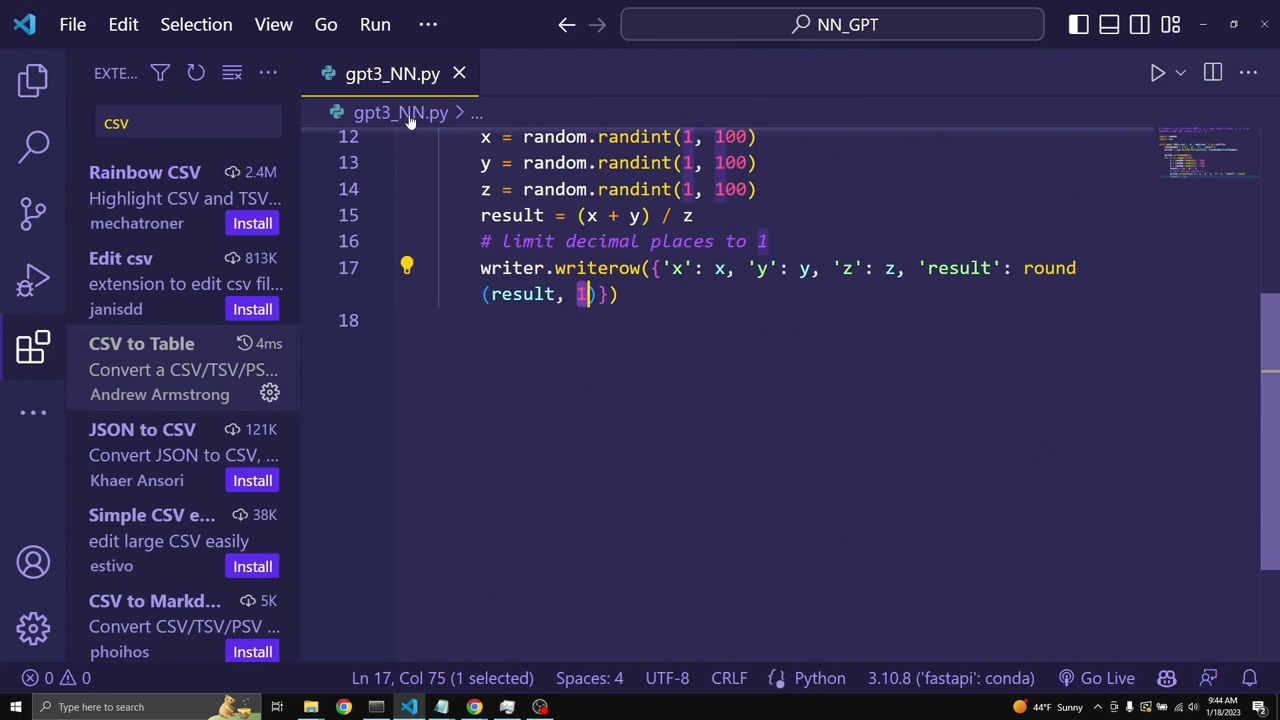 File Edit Selection View Go Run ···
NN_GPT
EXTE...
csv
Rainbow CSV 2.4M
Highlight CSV and TSV...
mechatroner Install
Edit csv 813K
extension to edit csv file...
janisdd Install
CSV to Table 4ms
Convert a CSV/TSV/PS...
Andrew Armstrong
JSON to CSV 121K
Convert JSON to CSV, ...
Khaer Ansori Install
Simple CSV e... 38K
edit large CSV easily
estivo Install
CSV to Markd... 5K
Convert CSV/TSV/PSV ...
phoihos Install
gpt3_NN.py
gpt3_NN.py > ...
12 x = random.randint(1, 100)
13 y = random.randint(1, 100)
14 z = random.randint(1, 100)
15 result = (x + y) / z
16 # limit decimal places to 1
17 writer.writerow({'x': x, 'y': y, 'z': z, 'result': round
(result, 1)})
18
0 0 Ln 17, Col 75 (1 selected) Spaces: 4 UTF-8 CRLF Python 3.10.8 ('fastapi': conda) Go Live
Type here to search 44°F Sunny 9:44 AM
1/18/2023